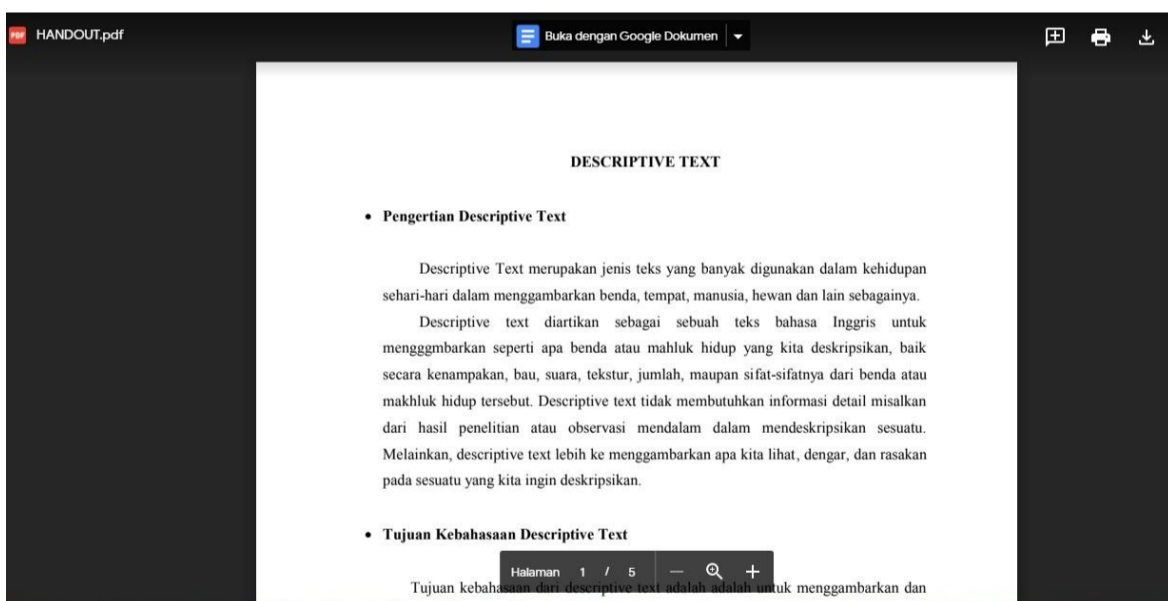 PDF
HANDOUT.pdf
Buka dengan Google Dokumen
DESCRIPTIVE TEXT
• Pengertian Descriptive Text
Descriptive Text merupakan jenis teks yang banyak digunakan dalam kehidupan
sehari-hari dalam menggambarkan benda, tempat, manusia, hewan dan lain sebagainya.
Descriptive text diartikan sebagai sebuah teks bahasa Inggris untuk
mengggmbarkan seperti apa benda atau mahluk hidup yang kita deskripsikan, baik
secara kenampakan, bau, suara, tekstur, jumlah, maupan sifat-sifatnya dari benda atau
makhluk hidup tersebut. Descriptive text tidak membutuhkan informasi detail misalkan
dari hasil penelitian atau observasi mendalam dalam mendeskripsikan sesuatu.
Melainkan, descriptive text lebih ke menggambarkan apa kita lihat, dengar, dan rasakan
pada sesuatu yang kita ingin deskripsikan.
• Tujuan Kebahasaan Descriptive Text
Halaman 1 / 5
Tujuan kebahasaan dari descriptive text adalah adalah untuk menggambarkan dan